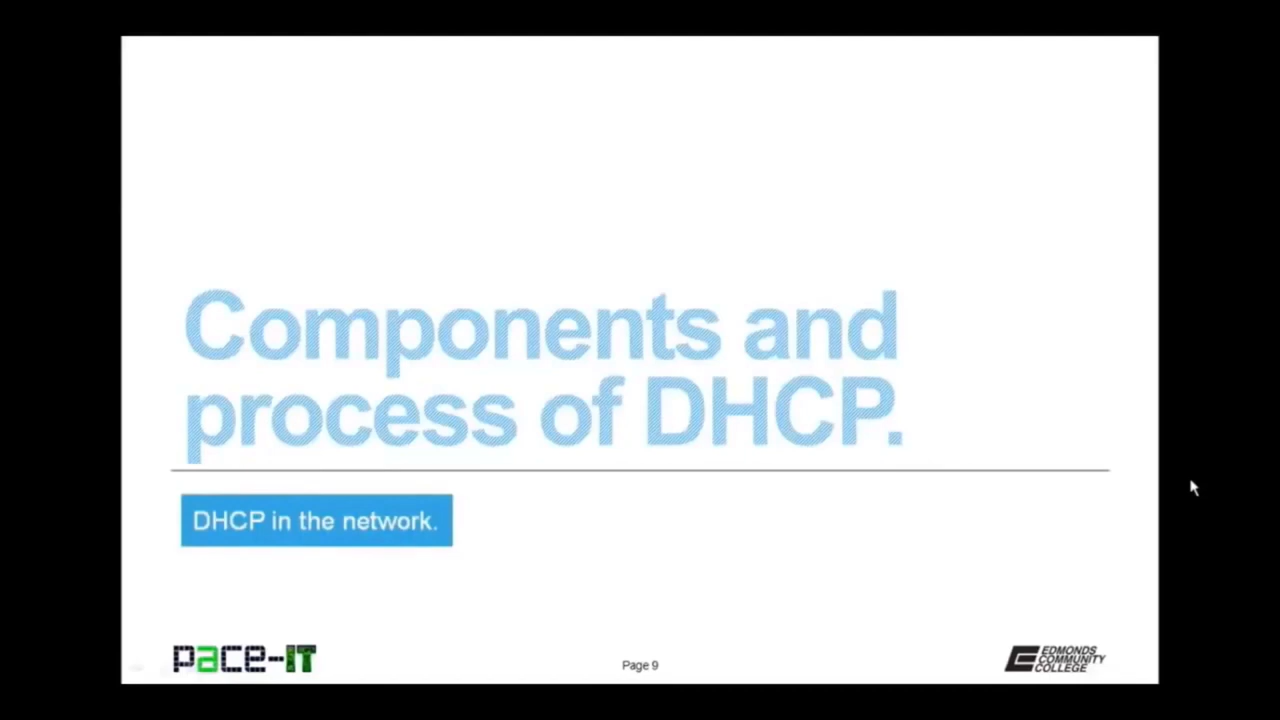 Components and
process of DHCP.
DHCP in the network.
pace-IT
Page 9
EDMONDS
COMMUNITY
COLLEGE